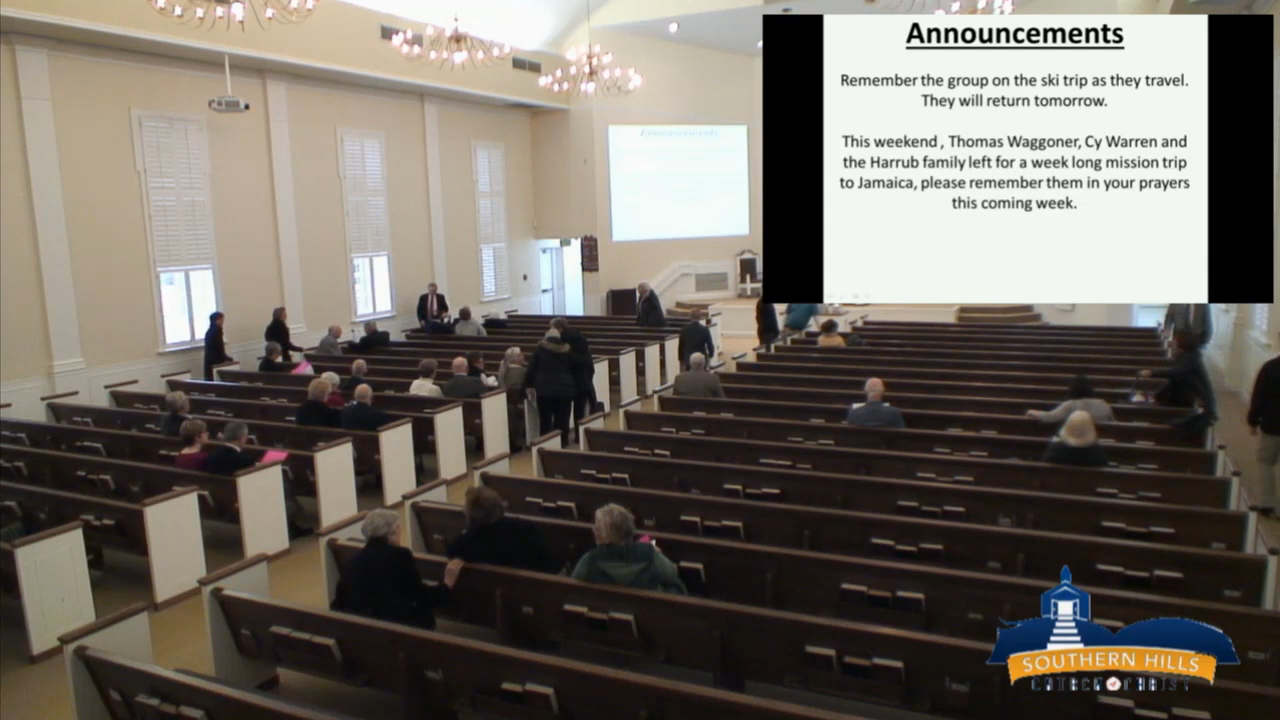 Announcements
Remember the group on the ski trip as they travel.
They will return tomorrow.
This weekend , Thomas Waggoner, Cy Warren and
the Harrub family left for a week long mission trip
to Jamaica, please remember them in your prayers
this coming week.
Announcements
SOUTHERN HILLS
CHURCH OF CHRIST